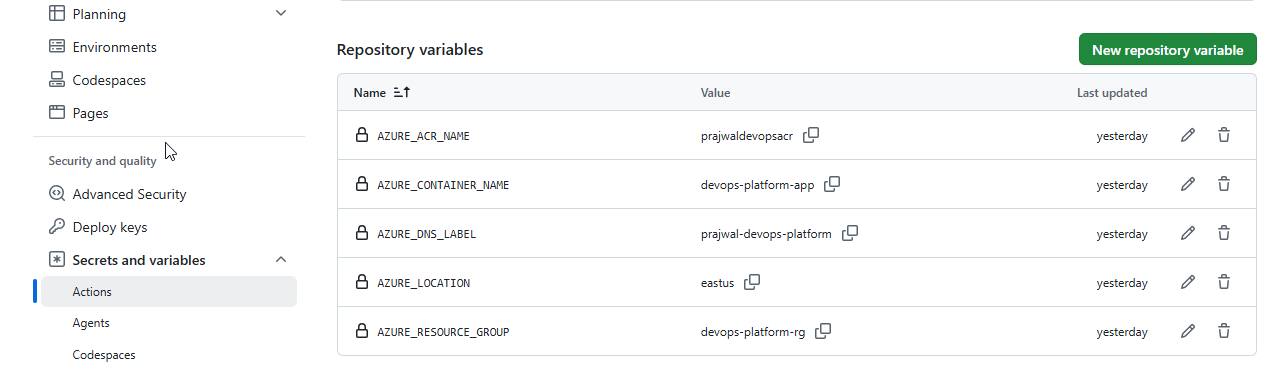 Planning
Environments
Codespaces
Pages
Security and quality
Advanced Security
Deploy keys
Secrets and variables
Actions
Agents
Codespaces
Repository variables
New repository variable
Name Value Last updated
AZURE_ACR_NAME prajwaldevopsacr yesterday
AZURE_CONTAINER_NAME devops-platform-app yesterday
AZURE_DNS_LABEL prajwal-devops-platform yesterday
AZURE_LOCATION eastus yesterday
AZURE_RESOURCE_GROUP devops-platform-rg yesterday